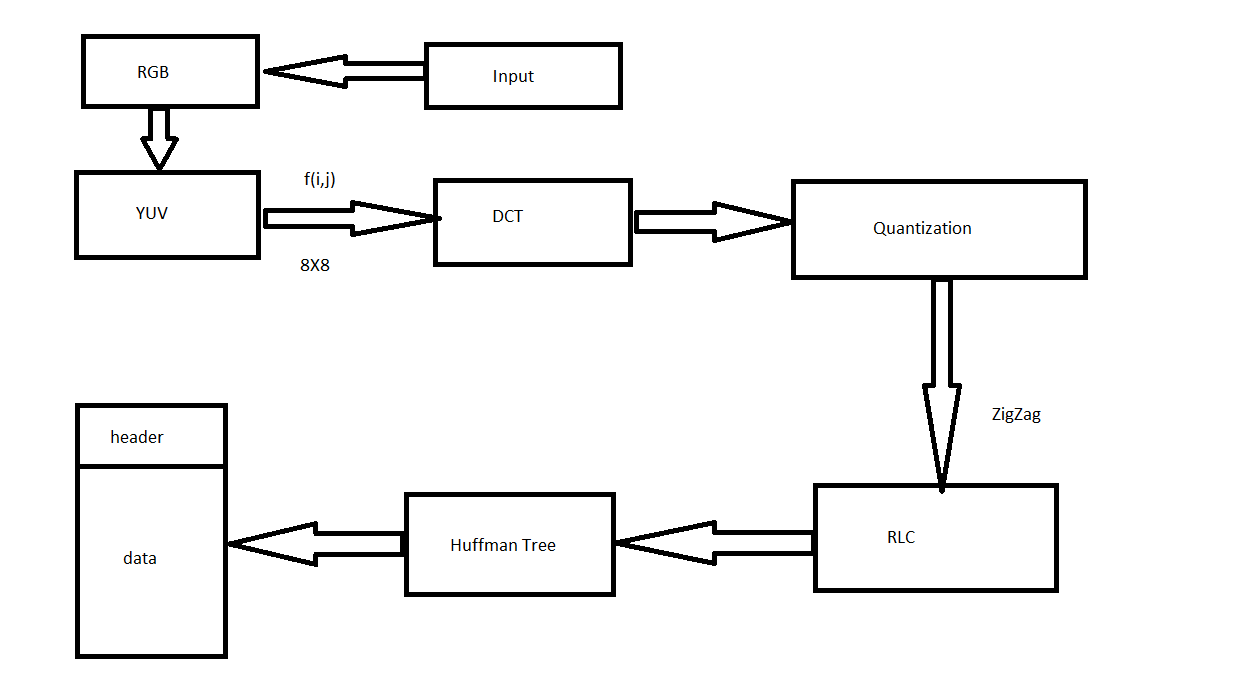 RGB
Input
YUV
f(i,j)
8X8
DCT
Quantization
ZigZag
RLC
Huffman Tree
header
data